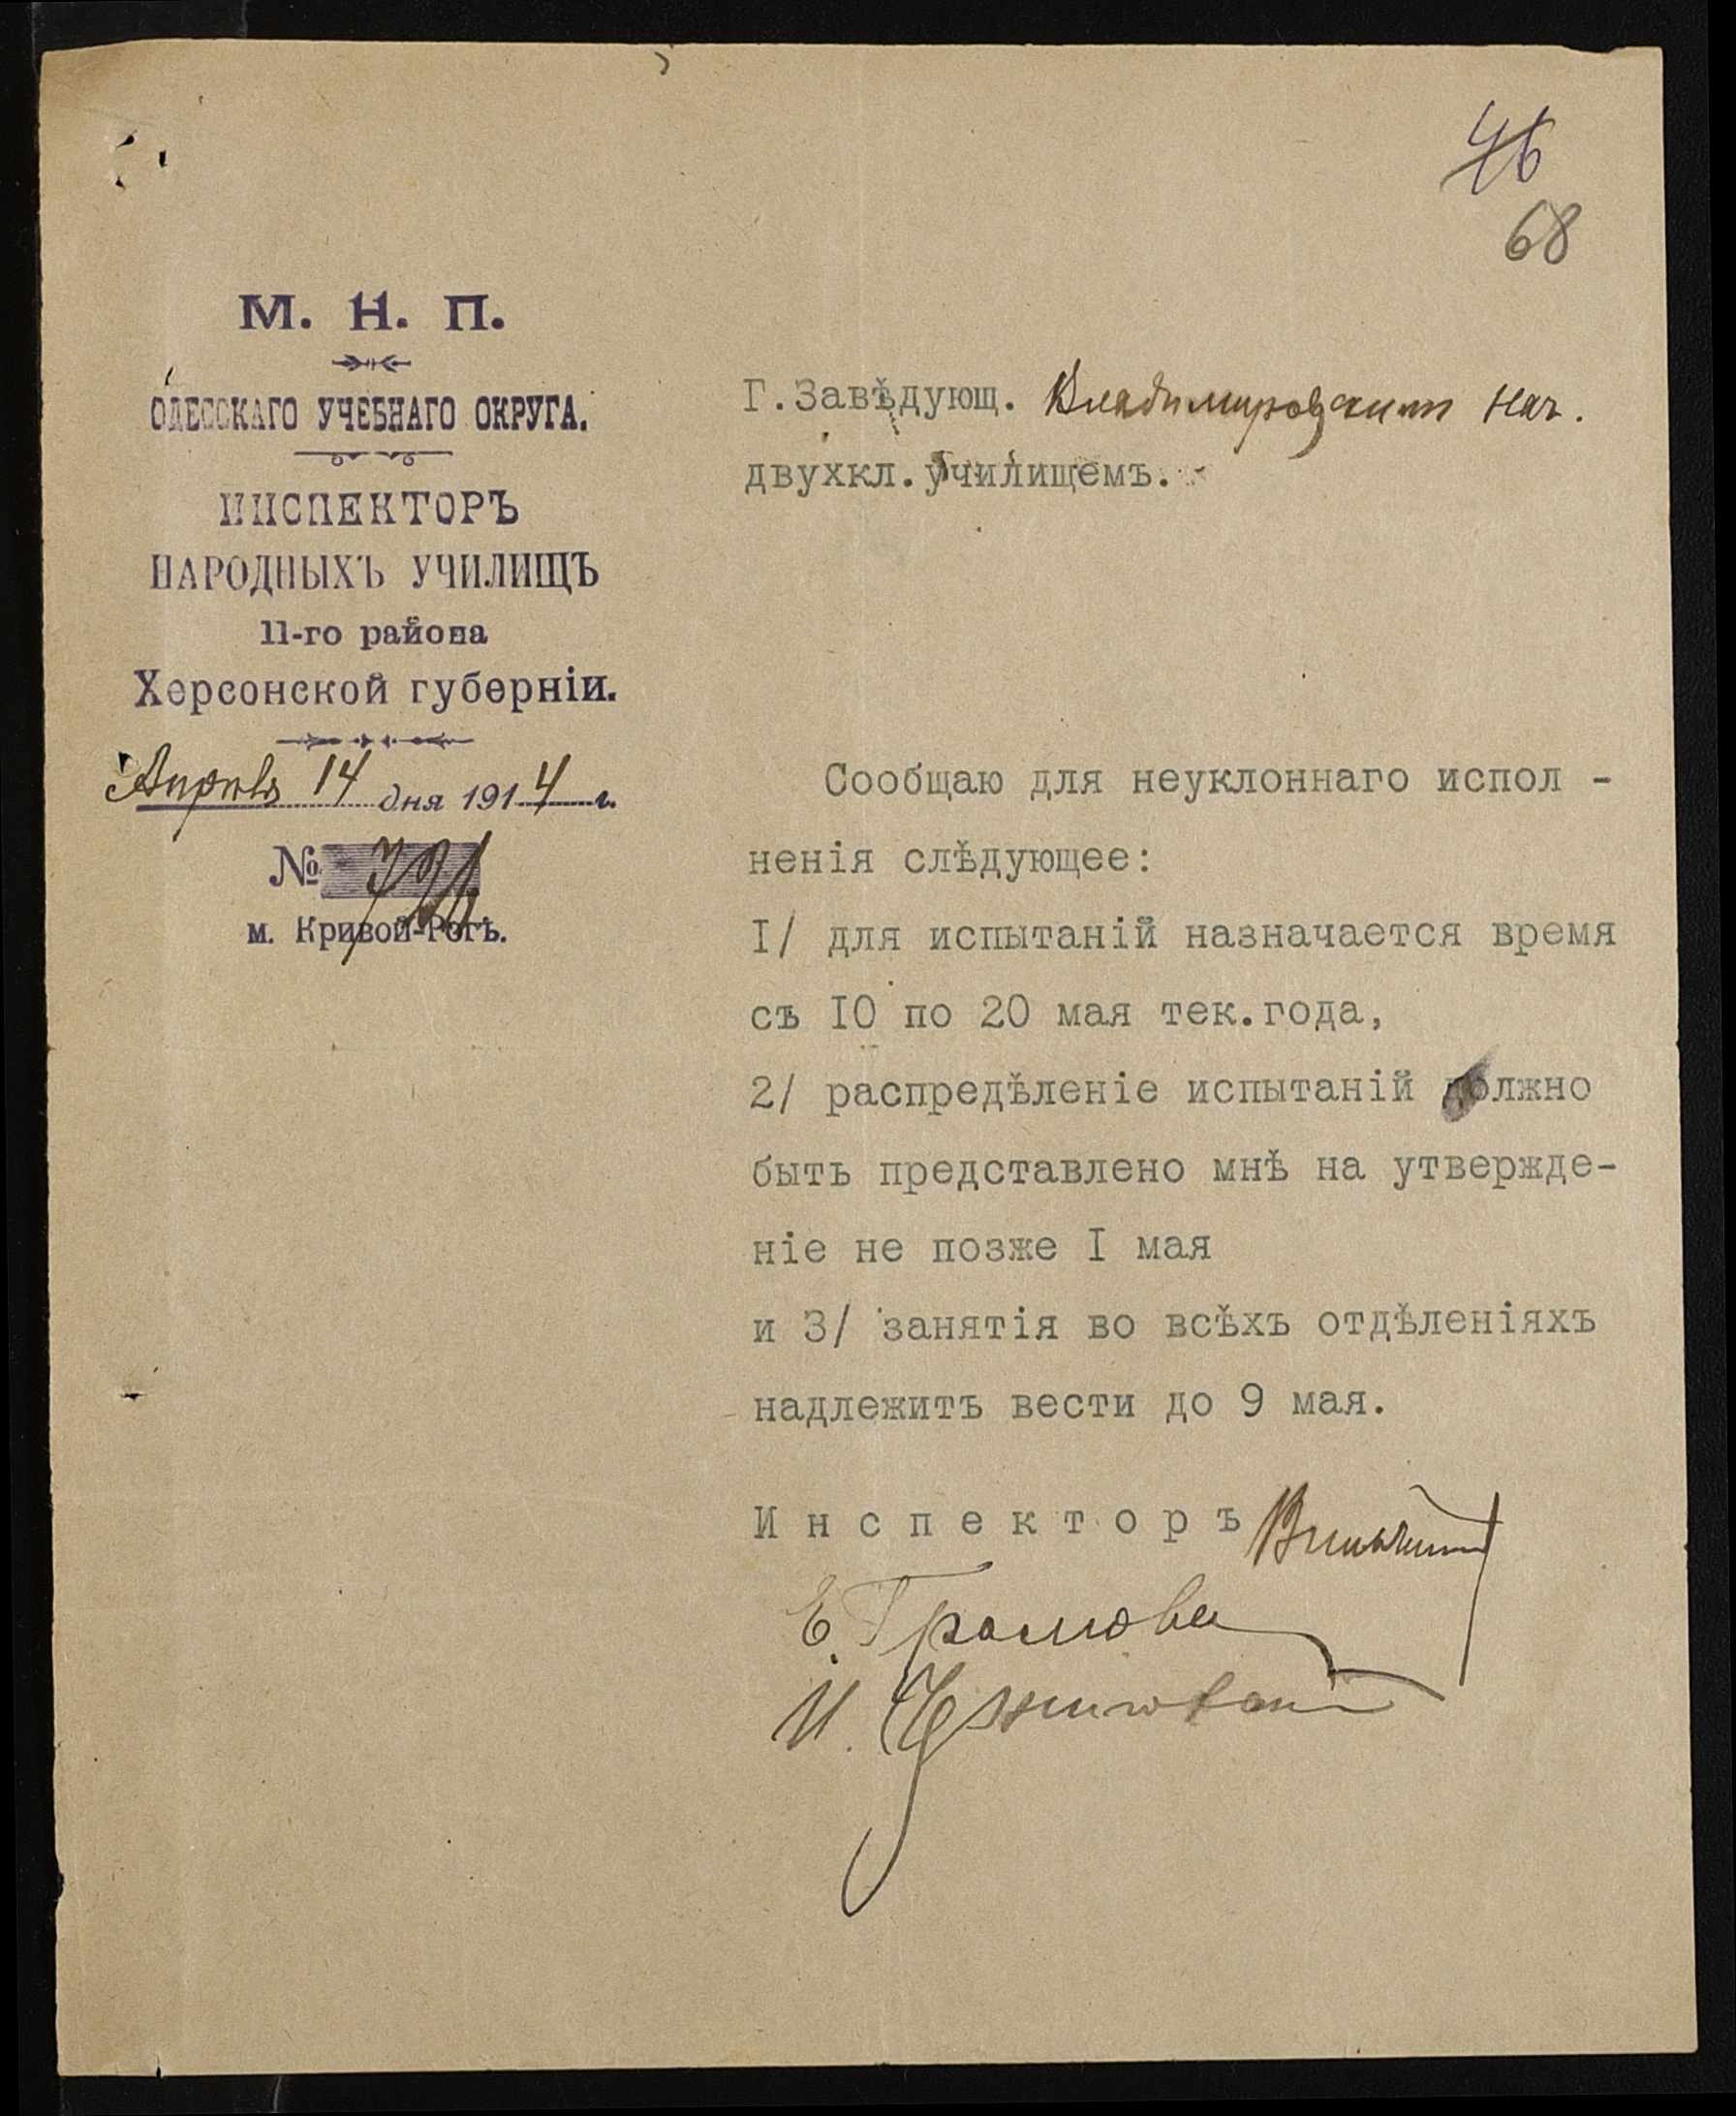 46
68
М. Н. П.
ОДЕССКАГО УЧЕБНАГО ОКРУГА.
ИНСПЕКТОРЪ
НАРОДНЫХЪ УЧИЛИЩЪ
11-го района
Херсонской губерніи.
Апрѣля 14 дня 1914 г.
№
м. Кривой-Рогъ.
Г.Завѣдующ. Владимировскимъ нач.
двухкл.училищемъ.
Сообщаю для неуклоннаго испол -
ненія слѣдующее:
I/ для испытаній назначается время
съ I0 по 20 мая тек.года,
2/ распредѣленіе испытаній должно
быть представлено мнѣ на утвержде-
ніе не позже I мая
и 3/ занятія во всѣхъ отдѣленіяхъ
надлежитъ вести до 9 мая.
Инспекторъ
Е. Громова
И.